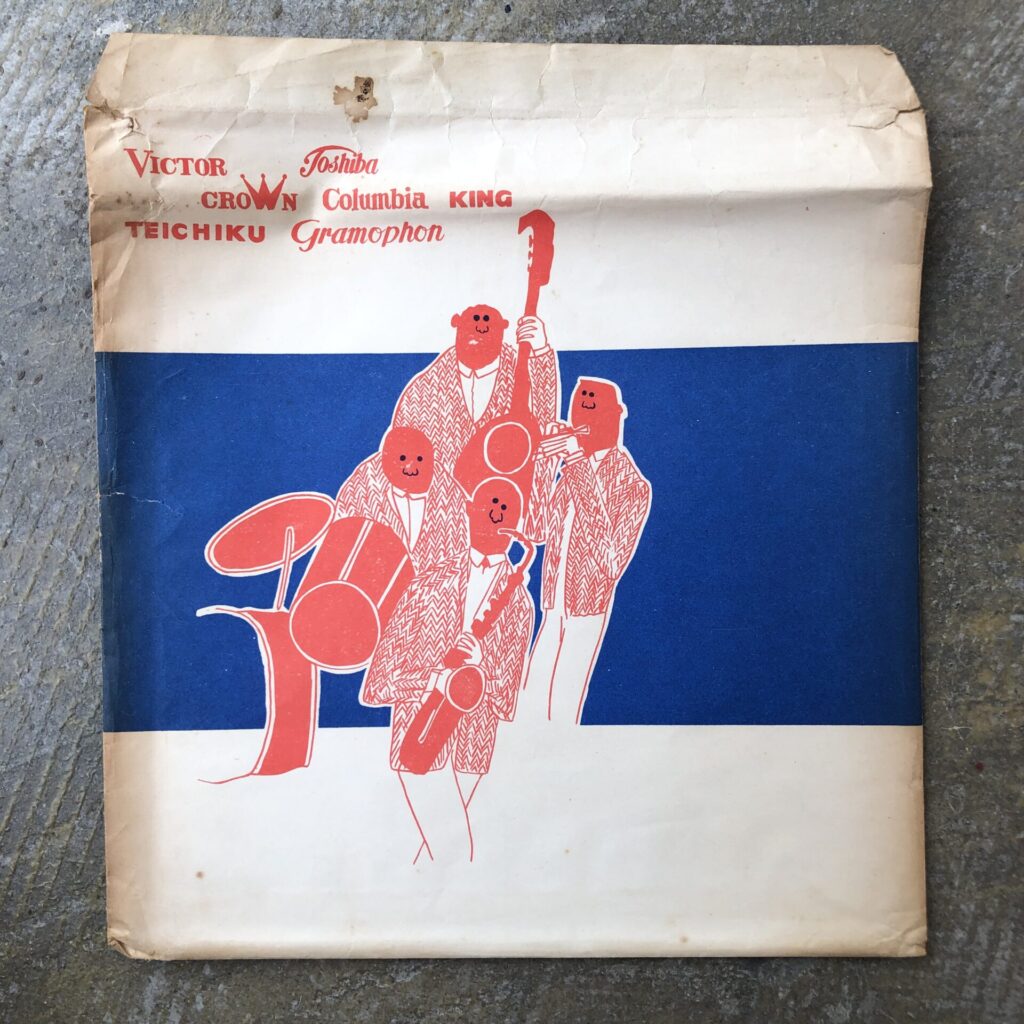 VICTOR Toshiba
CROWN Columbia KING
TEICHIKU Gramophon